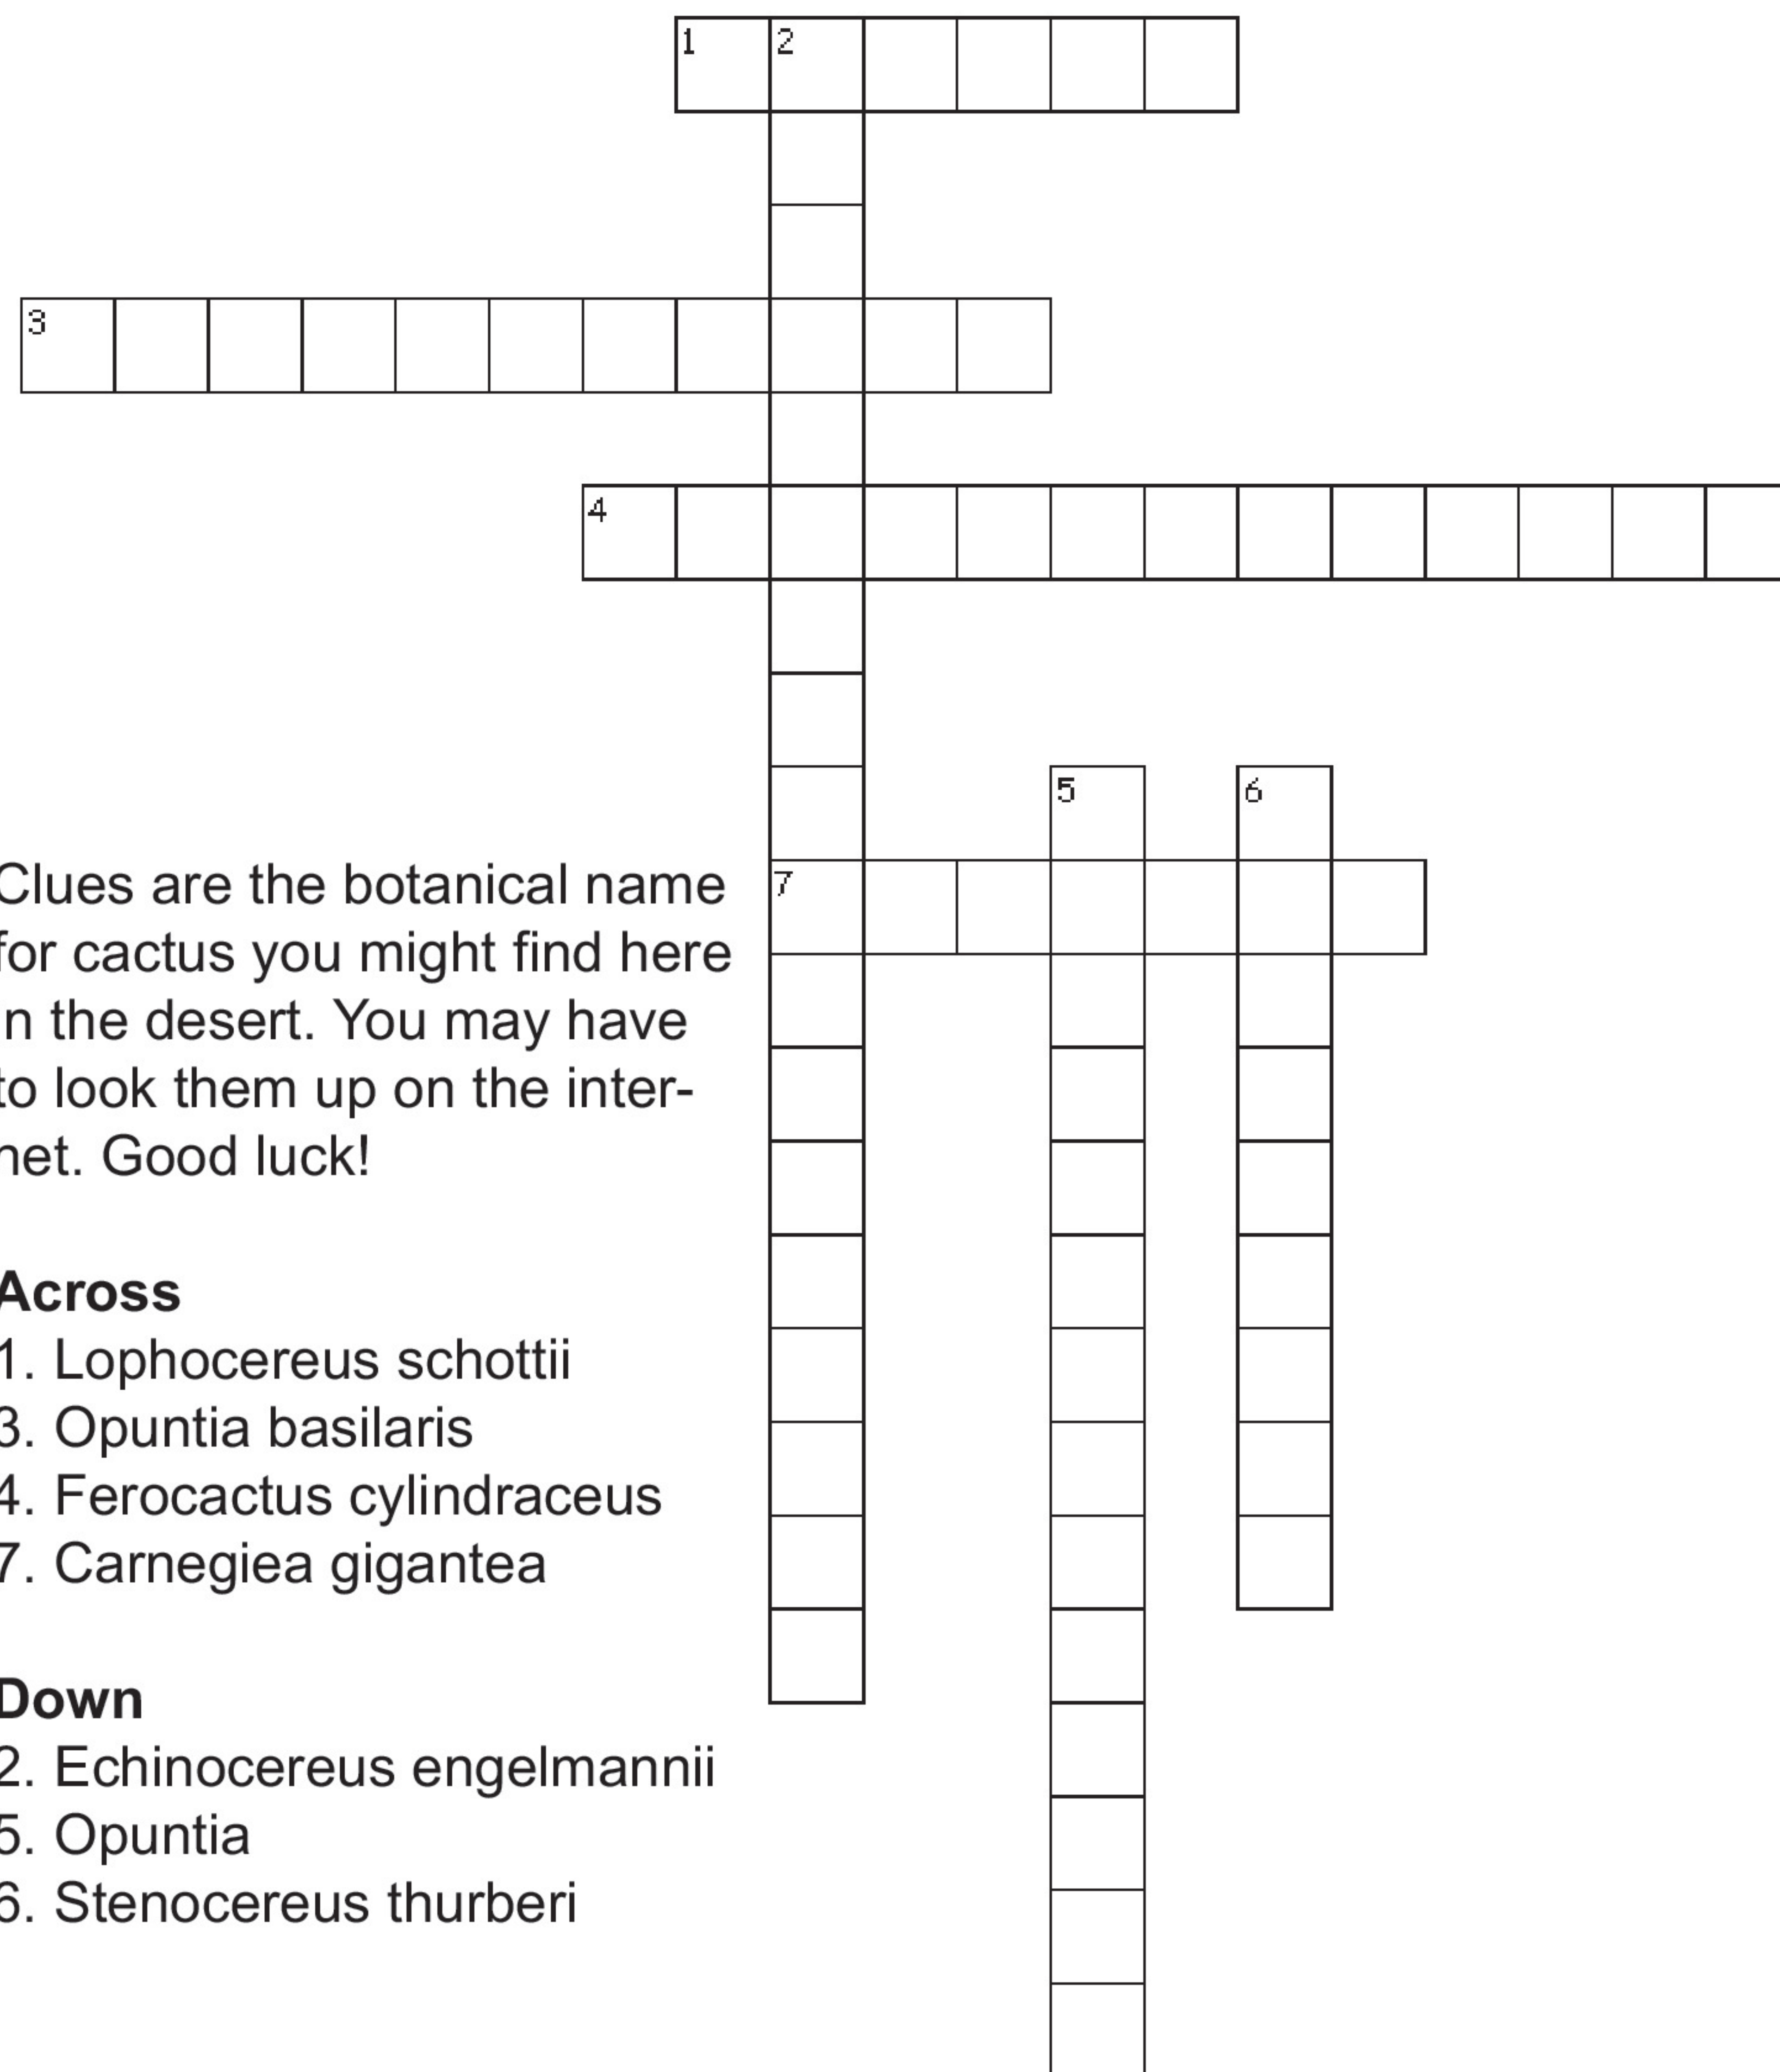 1 2
3
4
5 6
7
Clues are the botanical name
for cactus you might find here
in the desert. You may have
to look them up on the inter-
net. Good luck!
Across
1. Lophocereus schottii
3. Opuntia basilaris
4. Ferocactus cylindraceus
7. Carnegiea gigantea
Down
2. Echinocereus engelmannii
5. Opuntia
6. Stenocereus thurberi